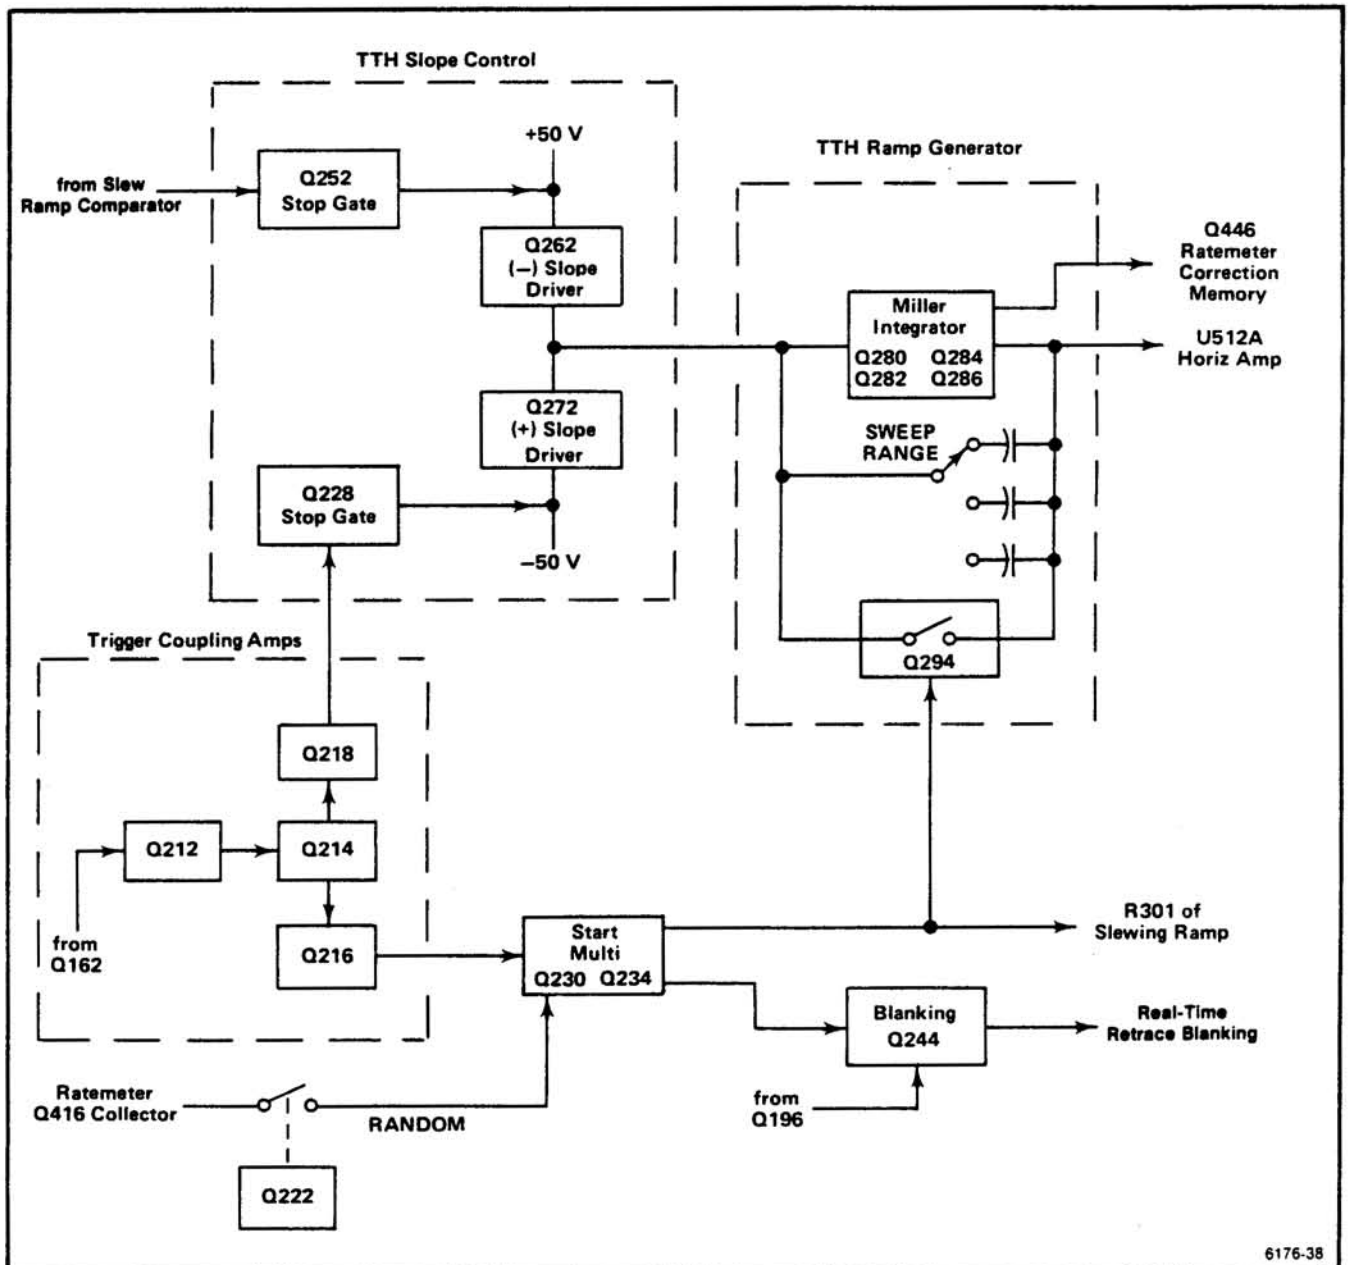 TTH Slope Control
+50 V
from Slew
Ramp Comparator
Q252
Stop Gate
Q262
(−) Slope
Driver
Q272
(+) Slope
Driver
Q228
Stop Gate
−50 V
TTH Ramp Generator
Q446
Ratemeter
Correction
Memory
Miller
Integrator
Q280 Q284
Q282 Q286
U512A
Horiz Amp
SWEEP
RANGE
Q294
Trigger Coupling Amps
Q218
Q212
Q214
Q216
from
Q162
Start
Multi
Q230 Q234
R301 of
Slewing Ramp
Blanking
Q244
Real-Time
Retrace Blanking
from
Q196
Ratemeter
Q416 Collector
RANDOM
Q222
6176-38